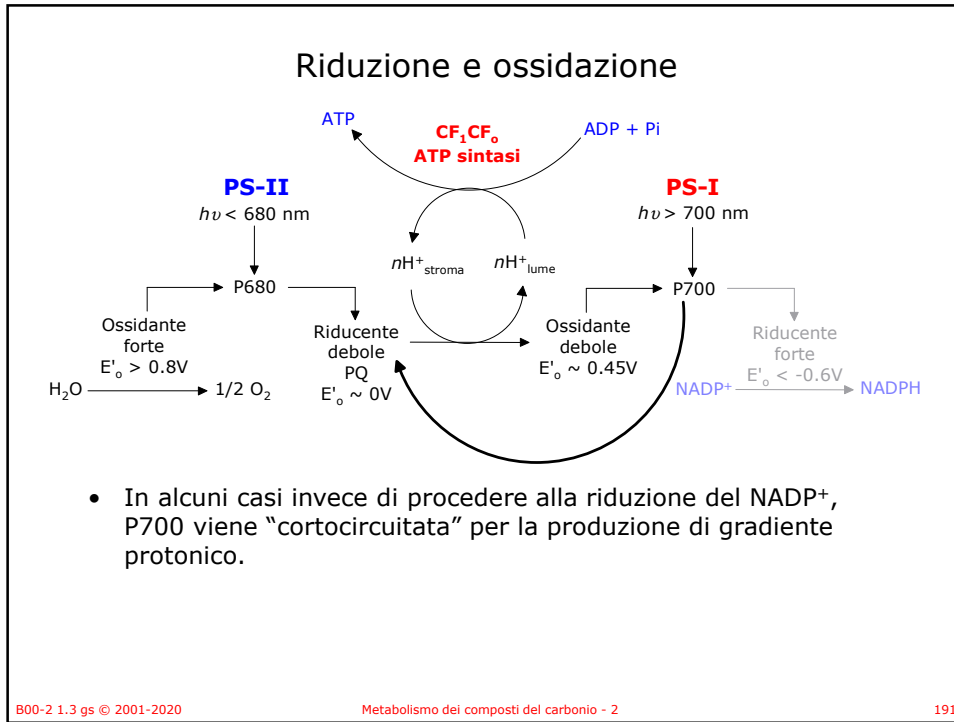 Riduzione e ossidazione
ATP
CF₁CFₒ
ATP sintasi
ADP + Pi
PS-II
hυ < 680 nm
PS-I
hυ > 700 nm
nH⁺stroma
nH⁺lume
P680
P700
Ossidante
forte
E'ₒ > 0.8V
Riducente
debole
PQ
E'ₒ ~ 0V
Ossidante
debole
E'ₒ ~ 0.45V
Riducente
forte
E'ₒ < -0.6V
H₂O
1/2 O₂
NADP⁺
NADPH
• In alcuni casi invece di procedere alla riduzione del NADP⁺,
P700 viene “cortocircuitata” per la produzione di gradiente
protonico.
B00-2 1.3 gs © 2001-2020
Metabolismo dei composti del carbonio - 2
191